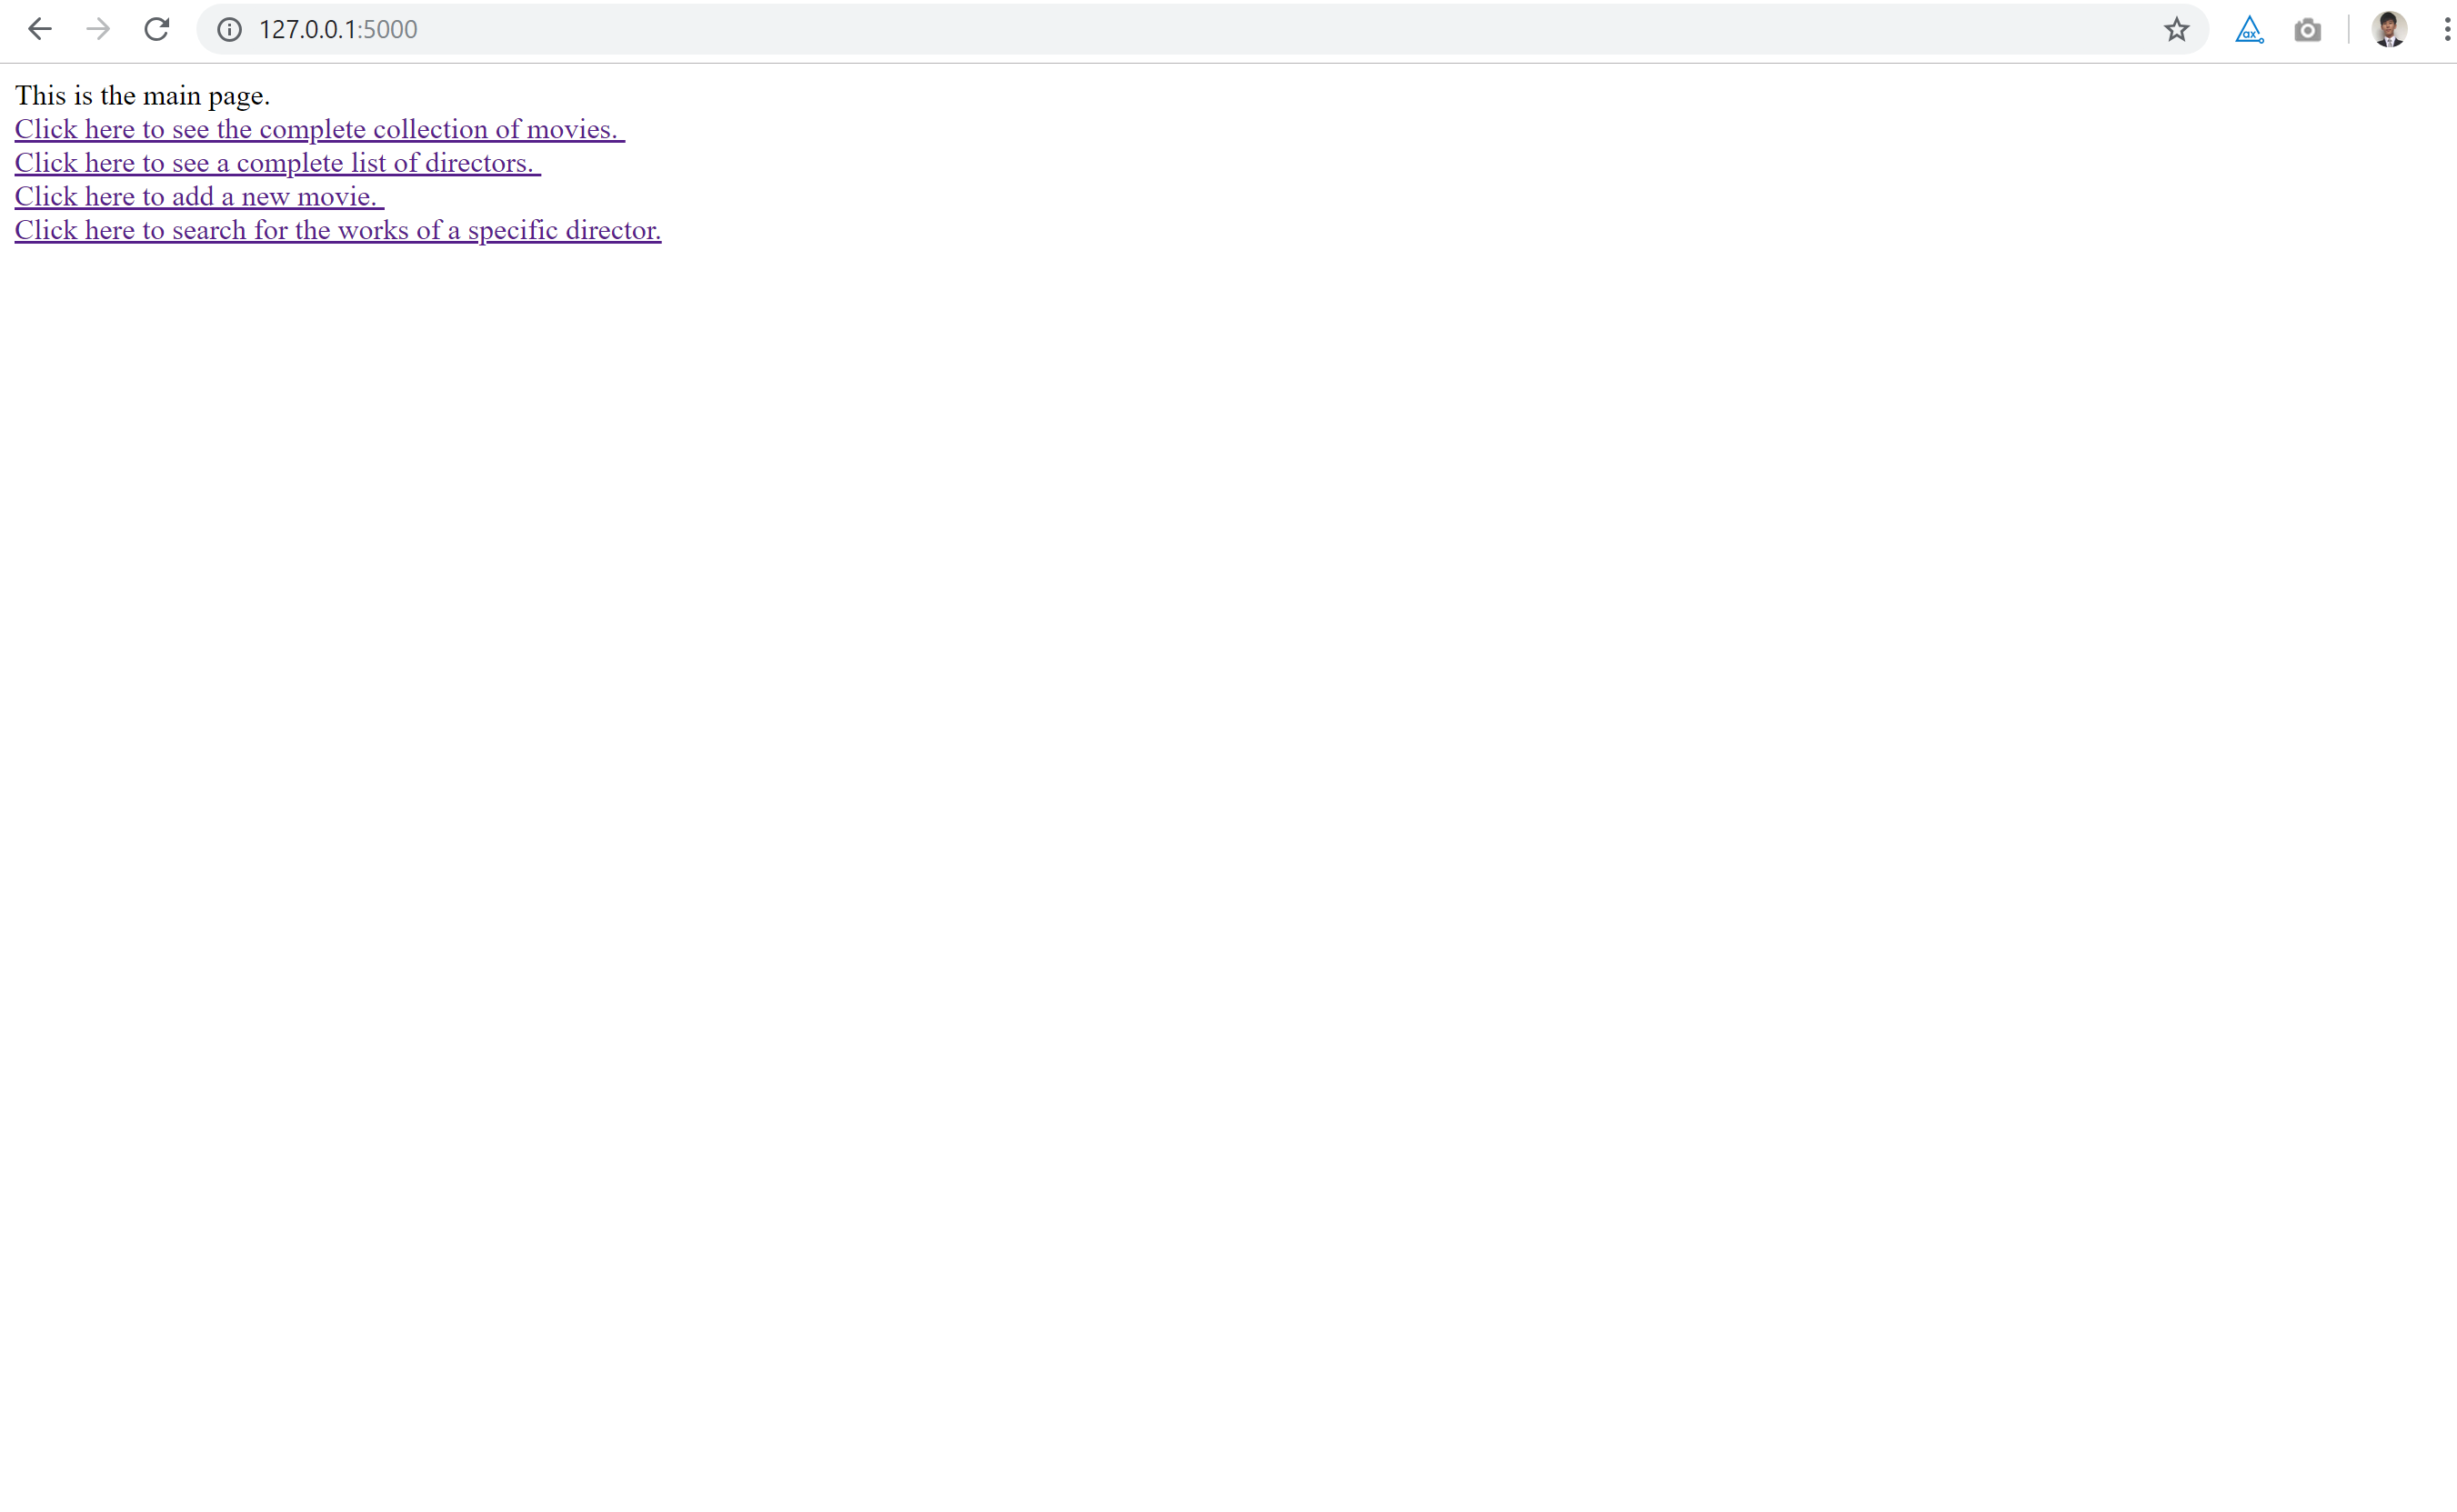 127.0.0.1:5000
ax
This is the main page.
Click here to see the complete collection of movies.
Click here to see a complete list of directors.
Click here to add a new movie.
Click here to search for the works of a specific director.